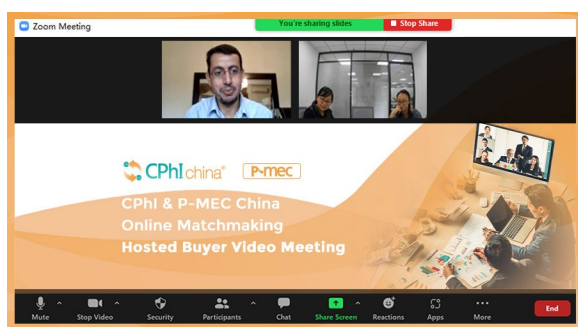 Zoom Meeting
You're sharing slides
Stop Share
CPhI china®
P-mec
CPhI & P-MEC China
Online Matchmaking
Hosted Buyer Video Meeting
Mute
Stop Video
Security
Participants
Chat
Share Screen
Reactions
Apps
More
End